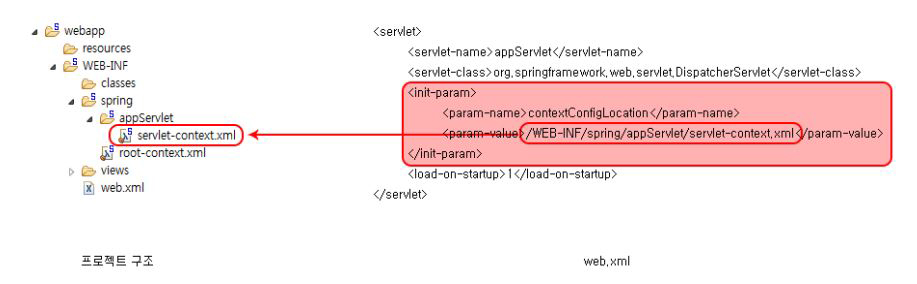 webapp
resources
WEB-INF
classes
spring
appServlet
servlet-context.xml
root-context.xml
views
web.xml
프로젝트 구조
<servlet>
<servlet-name>appServlet</servlet-name>
<servlet-class>org.springframework.web.servlet.DispatcherServlet</servlet-class>
<init-param>
<param-name>contextConfigLocation</param-name>
<param-value>/WEB-INF/spring/appServlet/servlet-context.xml</param-value>
</init-param>
<load-on-startup>1</load-on-startup>
</servlet>
web.xml